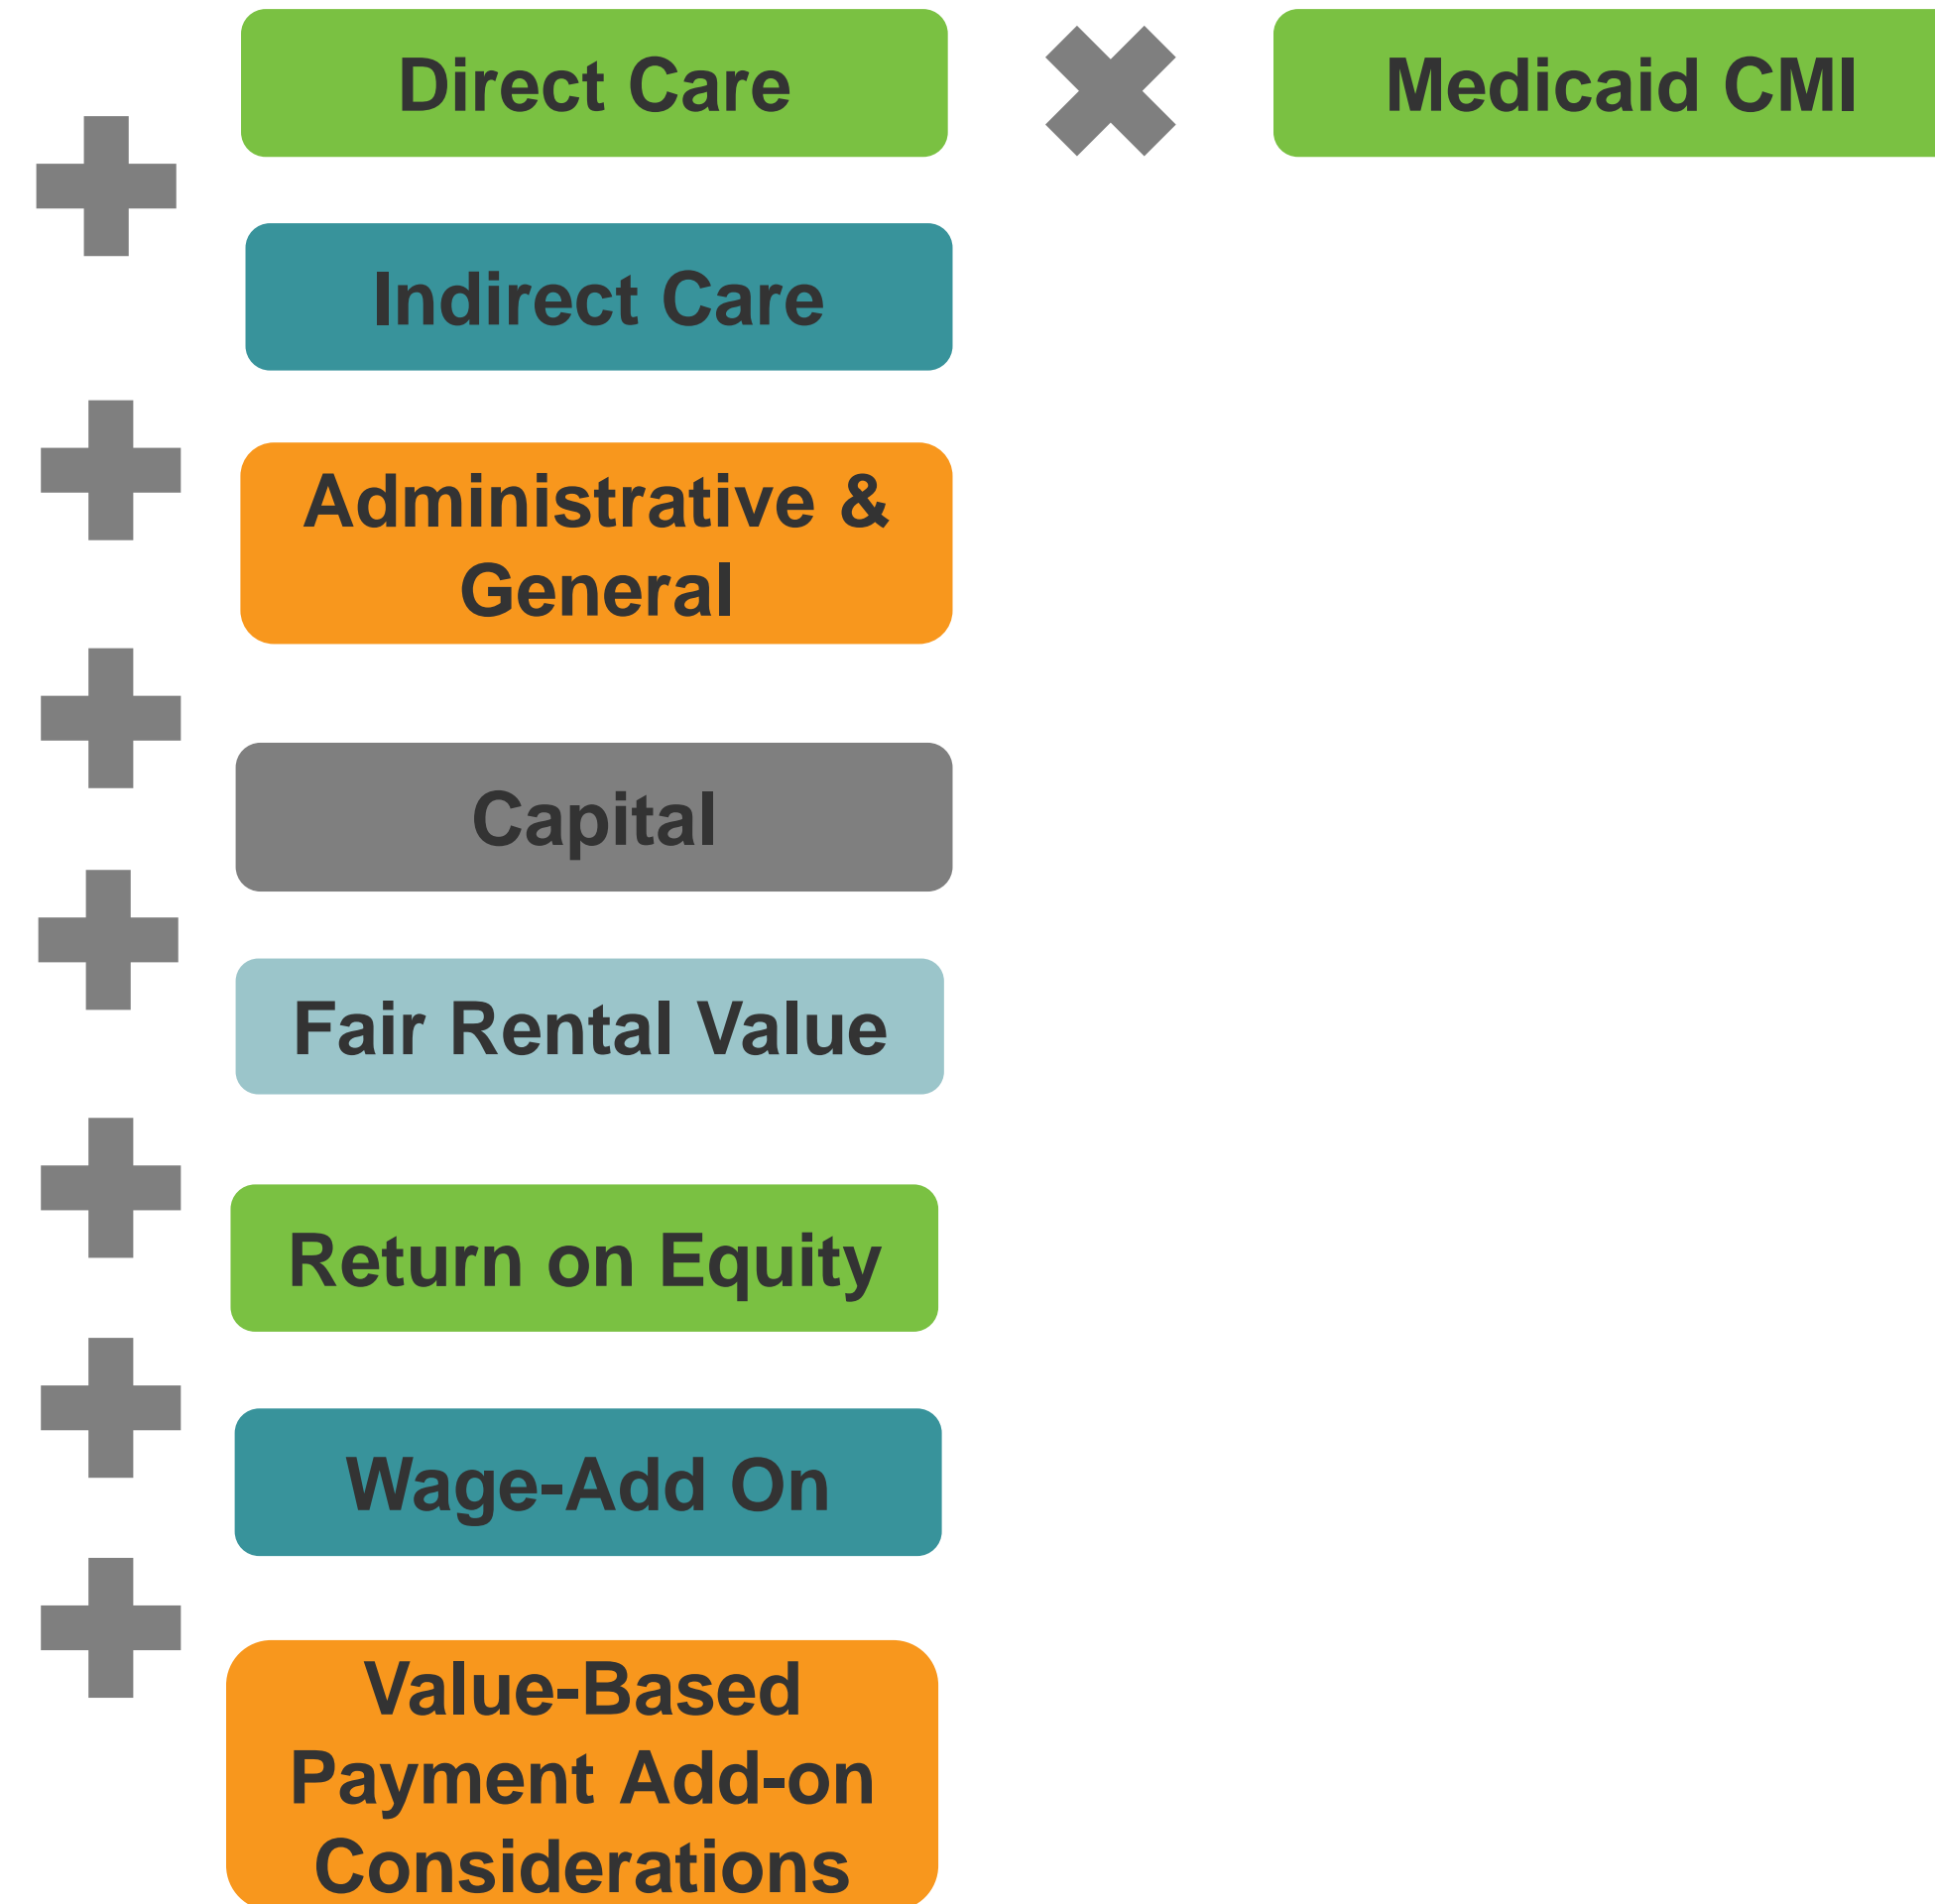 Direct Care
Medicaid CMI
Indirect Care
Administrative &
General
Capital
Fair Rental Value
Return on Equity
Wage-Add On
Value-Based
Payment Add-on
Considerations